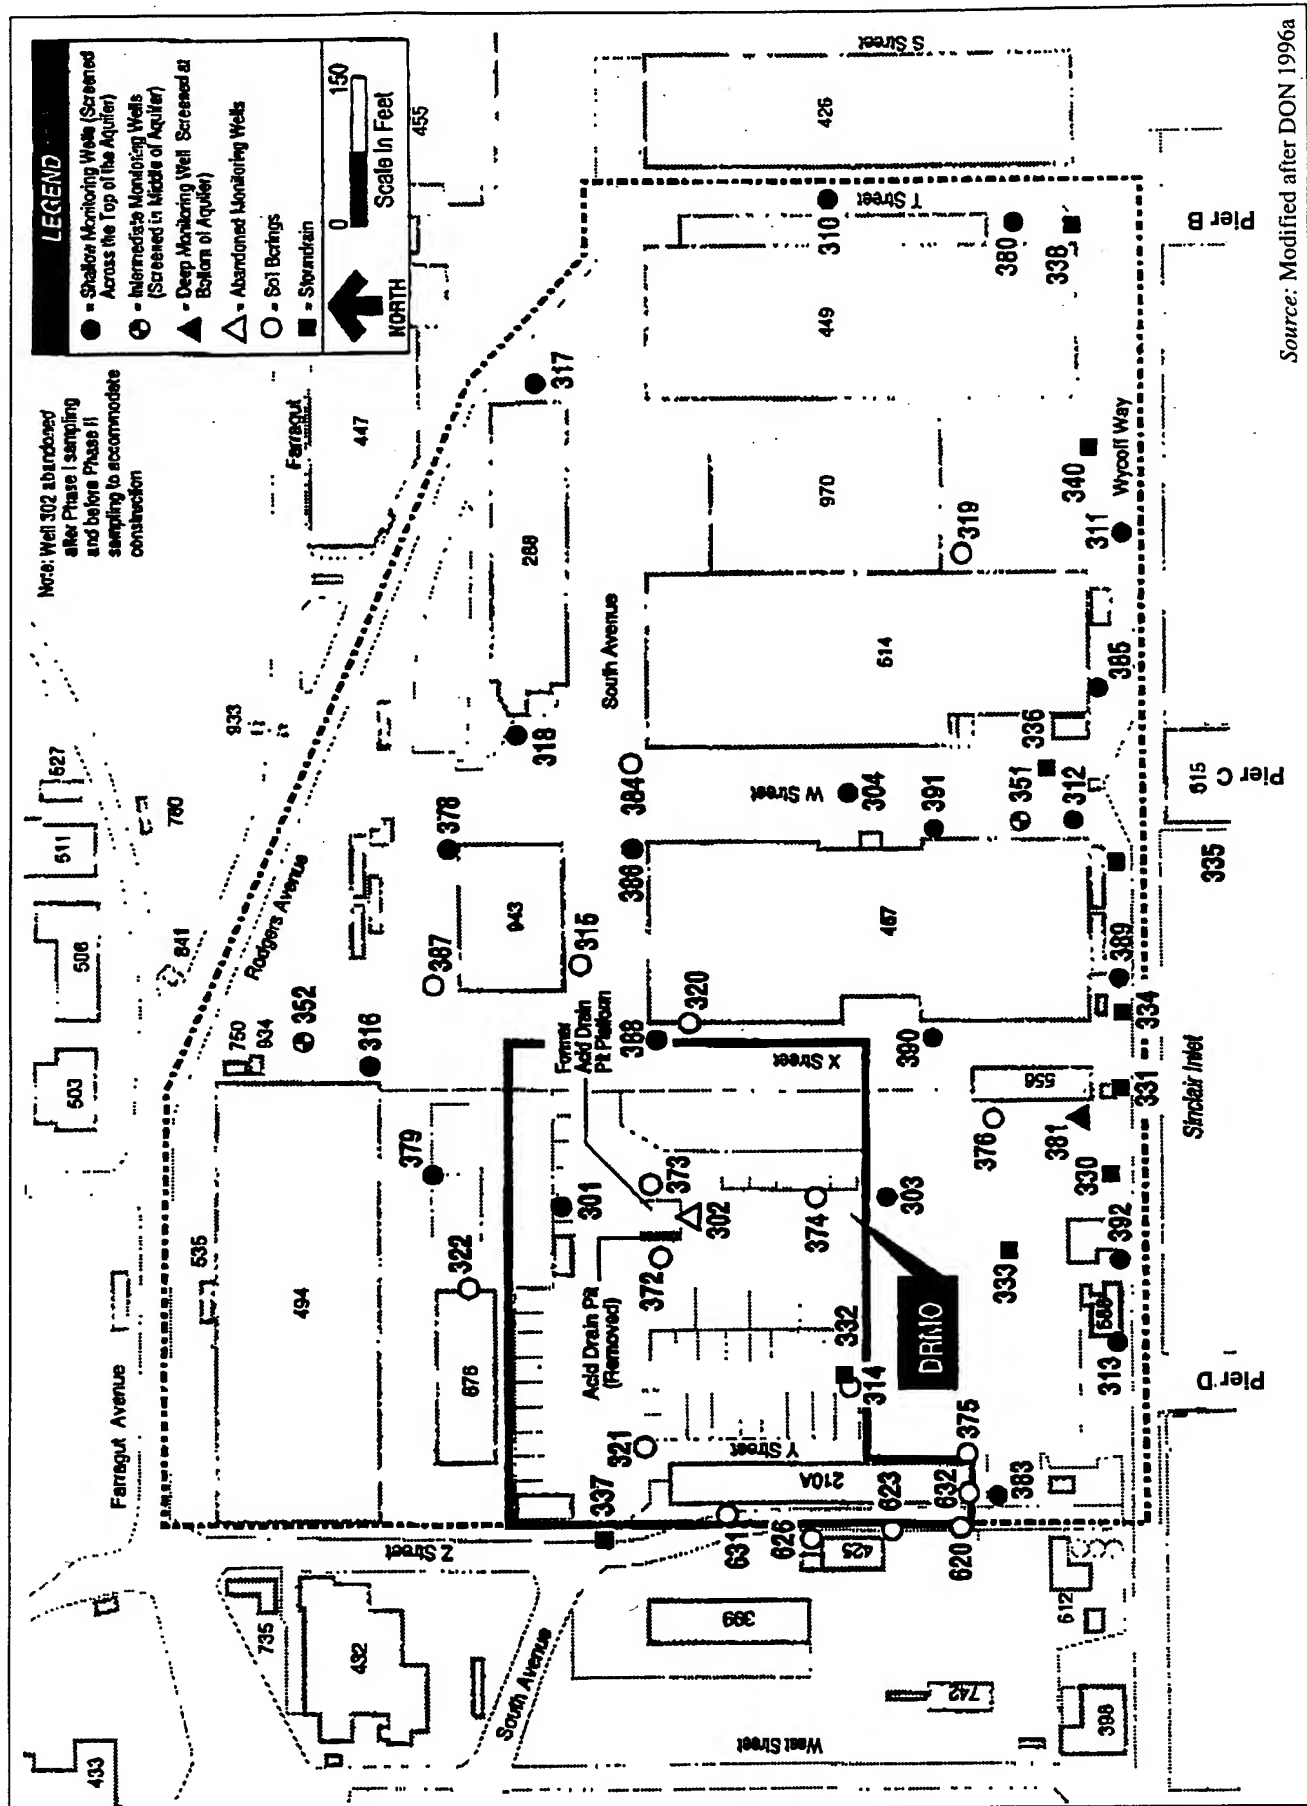 LEGEND
● = Shallow Monitoring Wells (Screened
Across the Top of the Aquifer)
= Intermediate Monitoring Wells
(Screened in Middle of Aquifer)
▲ = Deep Monitoring Well Screened at
Bottom of Aquifer)
△ = Abandoned Monitoring Wells
○ = Soil Borings
■ = Stormdrain
NORTH
0
150
Scale In Feet
Note: Well 302 abandoned
after Phase I sampling
and before Phase II
sampling to accommodate
construction
433
503
506
511
527
Farragut Avenue
841
780
933
735
432
535
494
750
934
352
316
Rodgers Avenue
Farragut
447
455
Z Street
South Avenue
676
322
379
387
378
943
318
288
317
337
301
Former
Acid Drain
Pit Platform
315
Acid Drain Pit
(Removed)
321
372
302
373
388
320
386
384
South Avenue
399
631
Y Street
210A
X Street
467
W Street
304
514
970
449
310
T Street
426
S Street
626
425
623
332
314
374
303
390
391
319
West Street
742
620
632
375
383
DRMO
333
376
556
351
336
380
338
398
612
313
588
392
330
381
331
334
389
335
312
385
311
340
Wycoff Way
Sinclair Inlet
Pier D
615
Pier C
Pier B
Source: Modified after DON 1996a